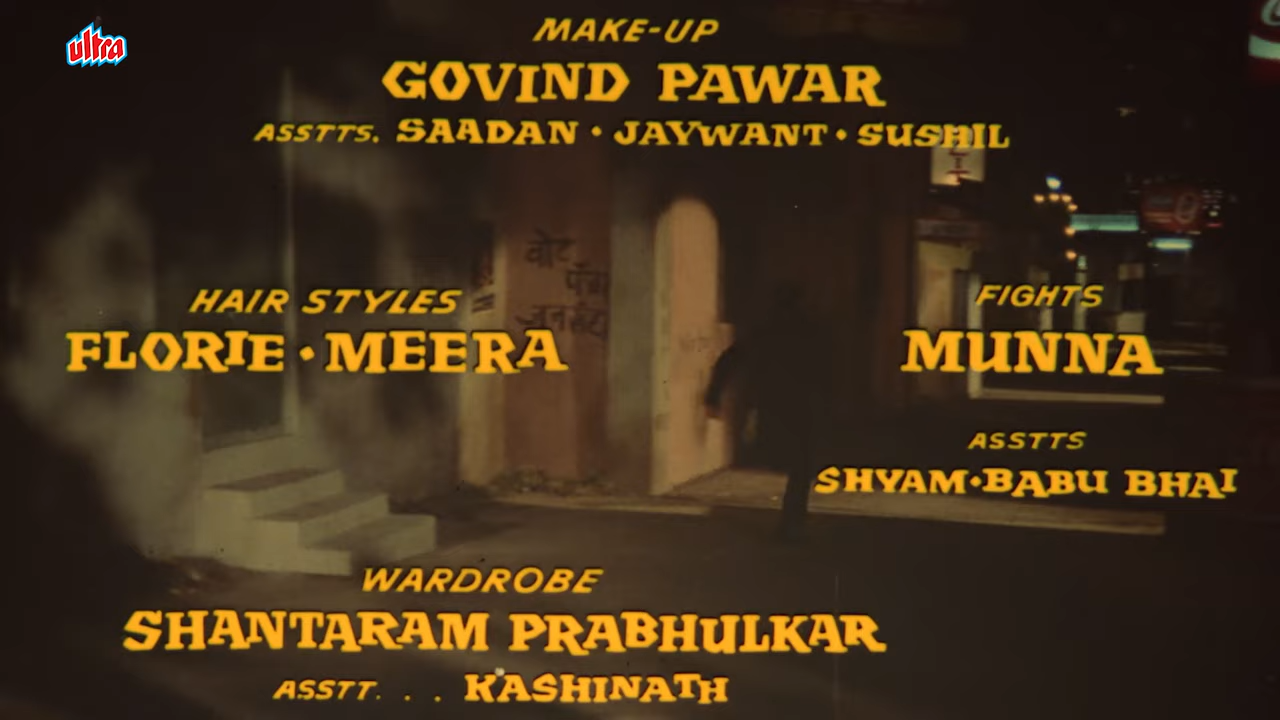 ultra
MAKE-UP
GOVIND PAWAR
ASSTTS. SAADAN • JAYWANT • SUSHIL
HAIR STYLES
FLORIE • MEERA
FIGHTS
MUNNA
ASSTTS
SHYAM • BABU BHAI
WARDROBE
SHANTARAM PRABHULKAR
ASSTT. . . KASHINATH
वोट